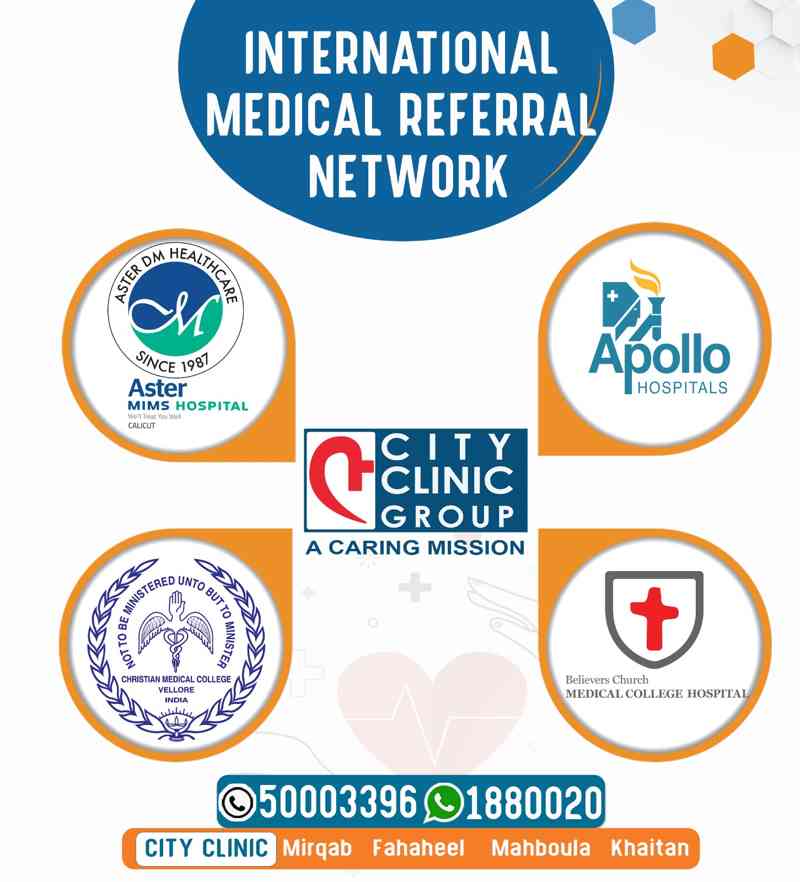 INTERNATIONAL
MEDICAL REFERRAL
NETWORK
ASTER DM HEALTHCARE
SINCE 1987
Aster
MIMS HOSPITAL
We'll Treat You Well
CALICUT
Apollo
HOSPITALS
CITY
CLINIC
GROUP
A CARING MISSION
NOT TO BE MINISTERED UNTO BUT TO MINISTER
CHRISTIAN MEDICAL COLLEGE
VELLORE
INDIA
Believers Church
MEDICAL COLLEGE HOSPITAL
50003396 1880020
CITY CLINIC Mirqab Fahaheel Mahboula Khaitan